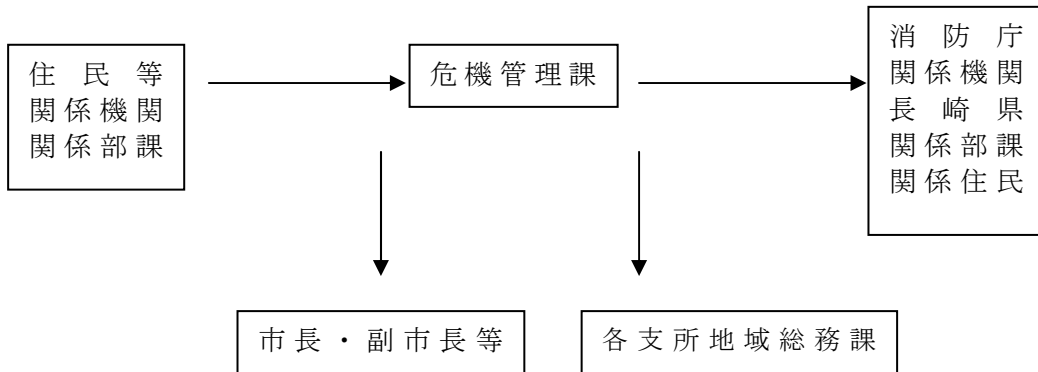 住民等
関係機関
関係部課
危機管理課
消防庁
関係機関
長崎県
関係部課
関係住民
市長・副市長等
各支所地域総務課